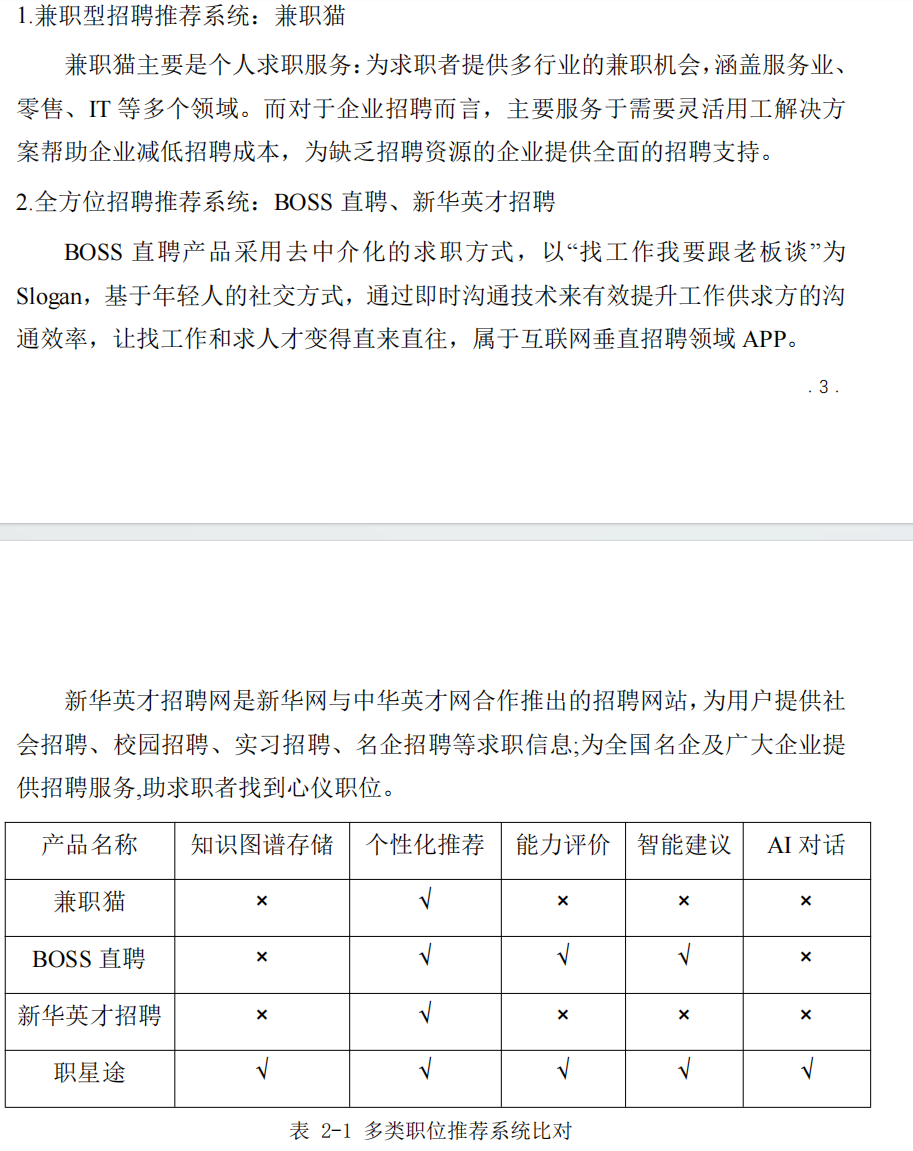 1.兼职型招聘推荐系统：兼职猫
兼职猫主要是个人求职服务:为求职者提供多行业的兼职机会,涵盖服务业、
零售、IT 等多个领域。而对于企业招聘而言，主要服务于需要灵活用工解决方
案帮助企业减低招聘成本，为缺乏招聘资源的企业提供全面的招聘支持。
2.全方位招聘推荐系统：BOSS 直聘、新华英才招聘
BOSS 直聘产品采用去中介化的求职方式，以“找工作我要跟老板谈”为
Slogan，基于年轻人的社交方式，通过即时沟通技术来有效提升工作供求方的沟
通效率，让找工作和求人才变得直来直往，属于互联网垂直招聘领域 APP。
. 3 .
新华英才招聘网是新华网与中华英才网合作推出的招聘网站,为用户提供社
会招聘、校园招聘、实习招聘、名企招聘等求职信息;为全国名企及广大企业提
供招聘服务,助求职者找到心仪职位。
产品名称 知识图谱存储 个性化推荐 能力评价 智能建议 AI 对话
兼职猫 × √ × × ×
BOSS 直聘 × √ √ √ ×
新华英才招聘 × √ × × ×
职星途 √ √ √ √ √
表 2-1 多类职位推荐系统比对